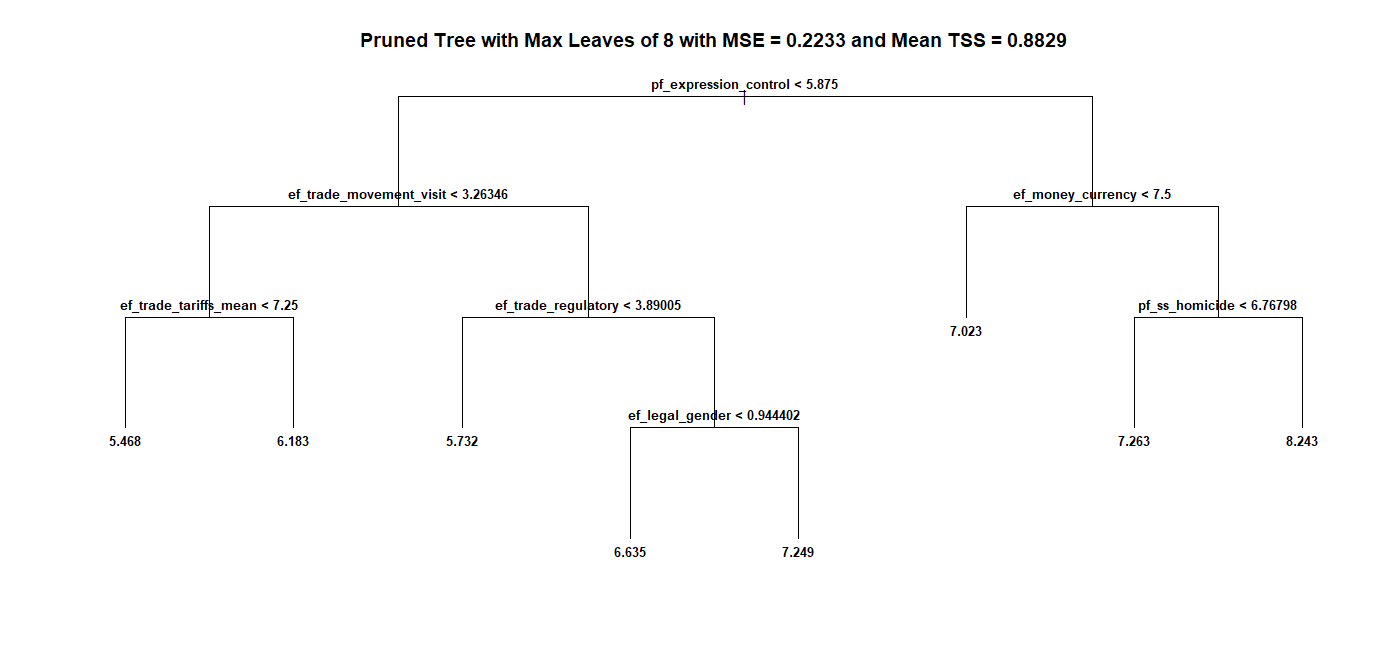 Pruned Tree with Max Leaves of 8 with MSE = 0.2233 and Mean TSS = 0.8829
pf_expression_control < 5.875
ef_trade_movement_visit < 3.26346
ef_money_currency < 7.5
ef_trade_tariffs_mean < 7.25
ef_trade_regulatory < 3.89005
pf_ss_homicide < 6.76798
7.023
ef_legal_gender < 0.944402
5.468
6.183
5.732
7.263
8.243
6.635
7.249